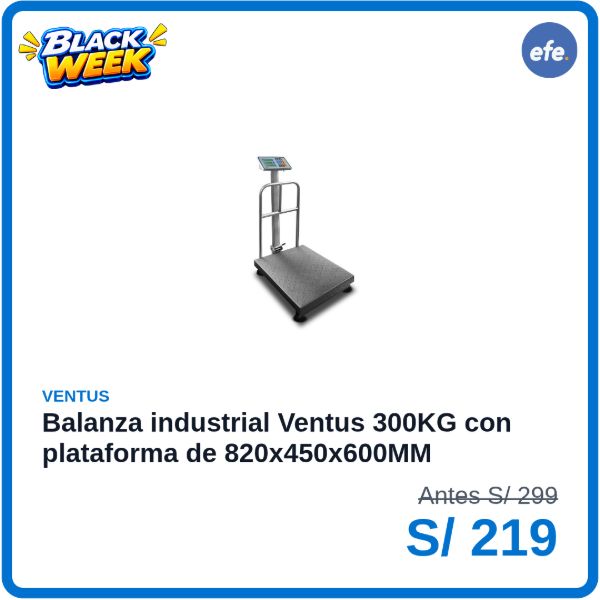 BLACK
WEEK
efe.
VENTUS
Balanza industrial Ventus 300KG con
plataforma de 820x450x600MM
Antes S/ 299
S/ 219